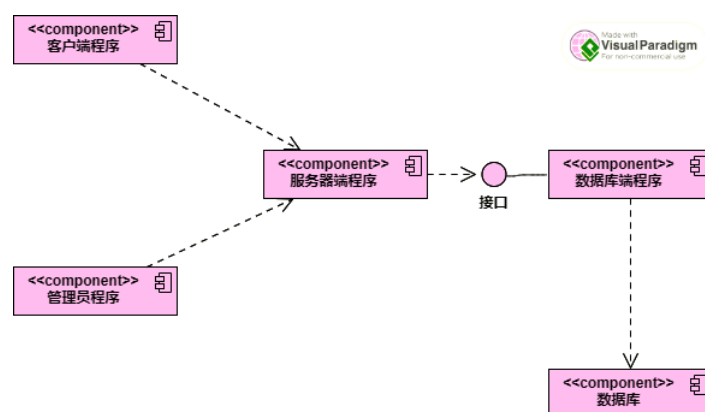 <<component>>
客户端程序
Made with
Visual Paradigm
For non-commercial use
<<component>>
服务器端程序
接口
<<component>>
数据库端程序
<<component>>
管理员程序
<<component>>
数据库